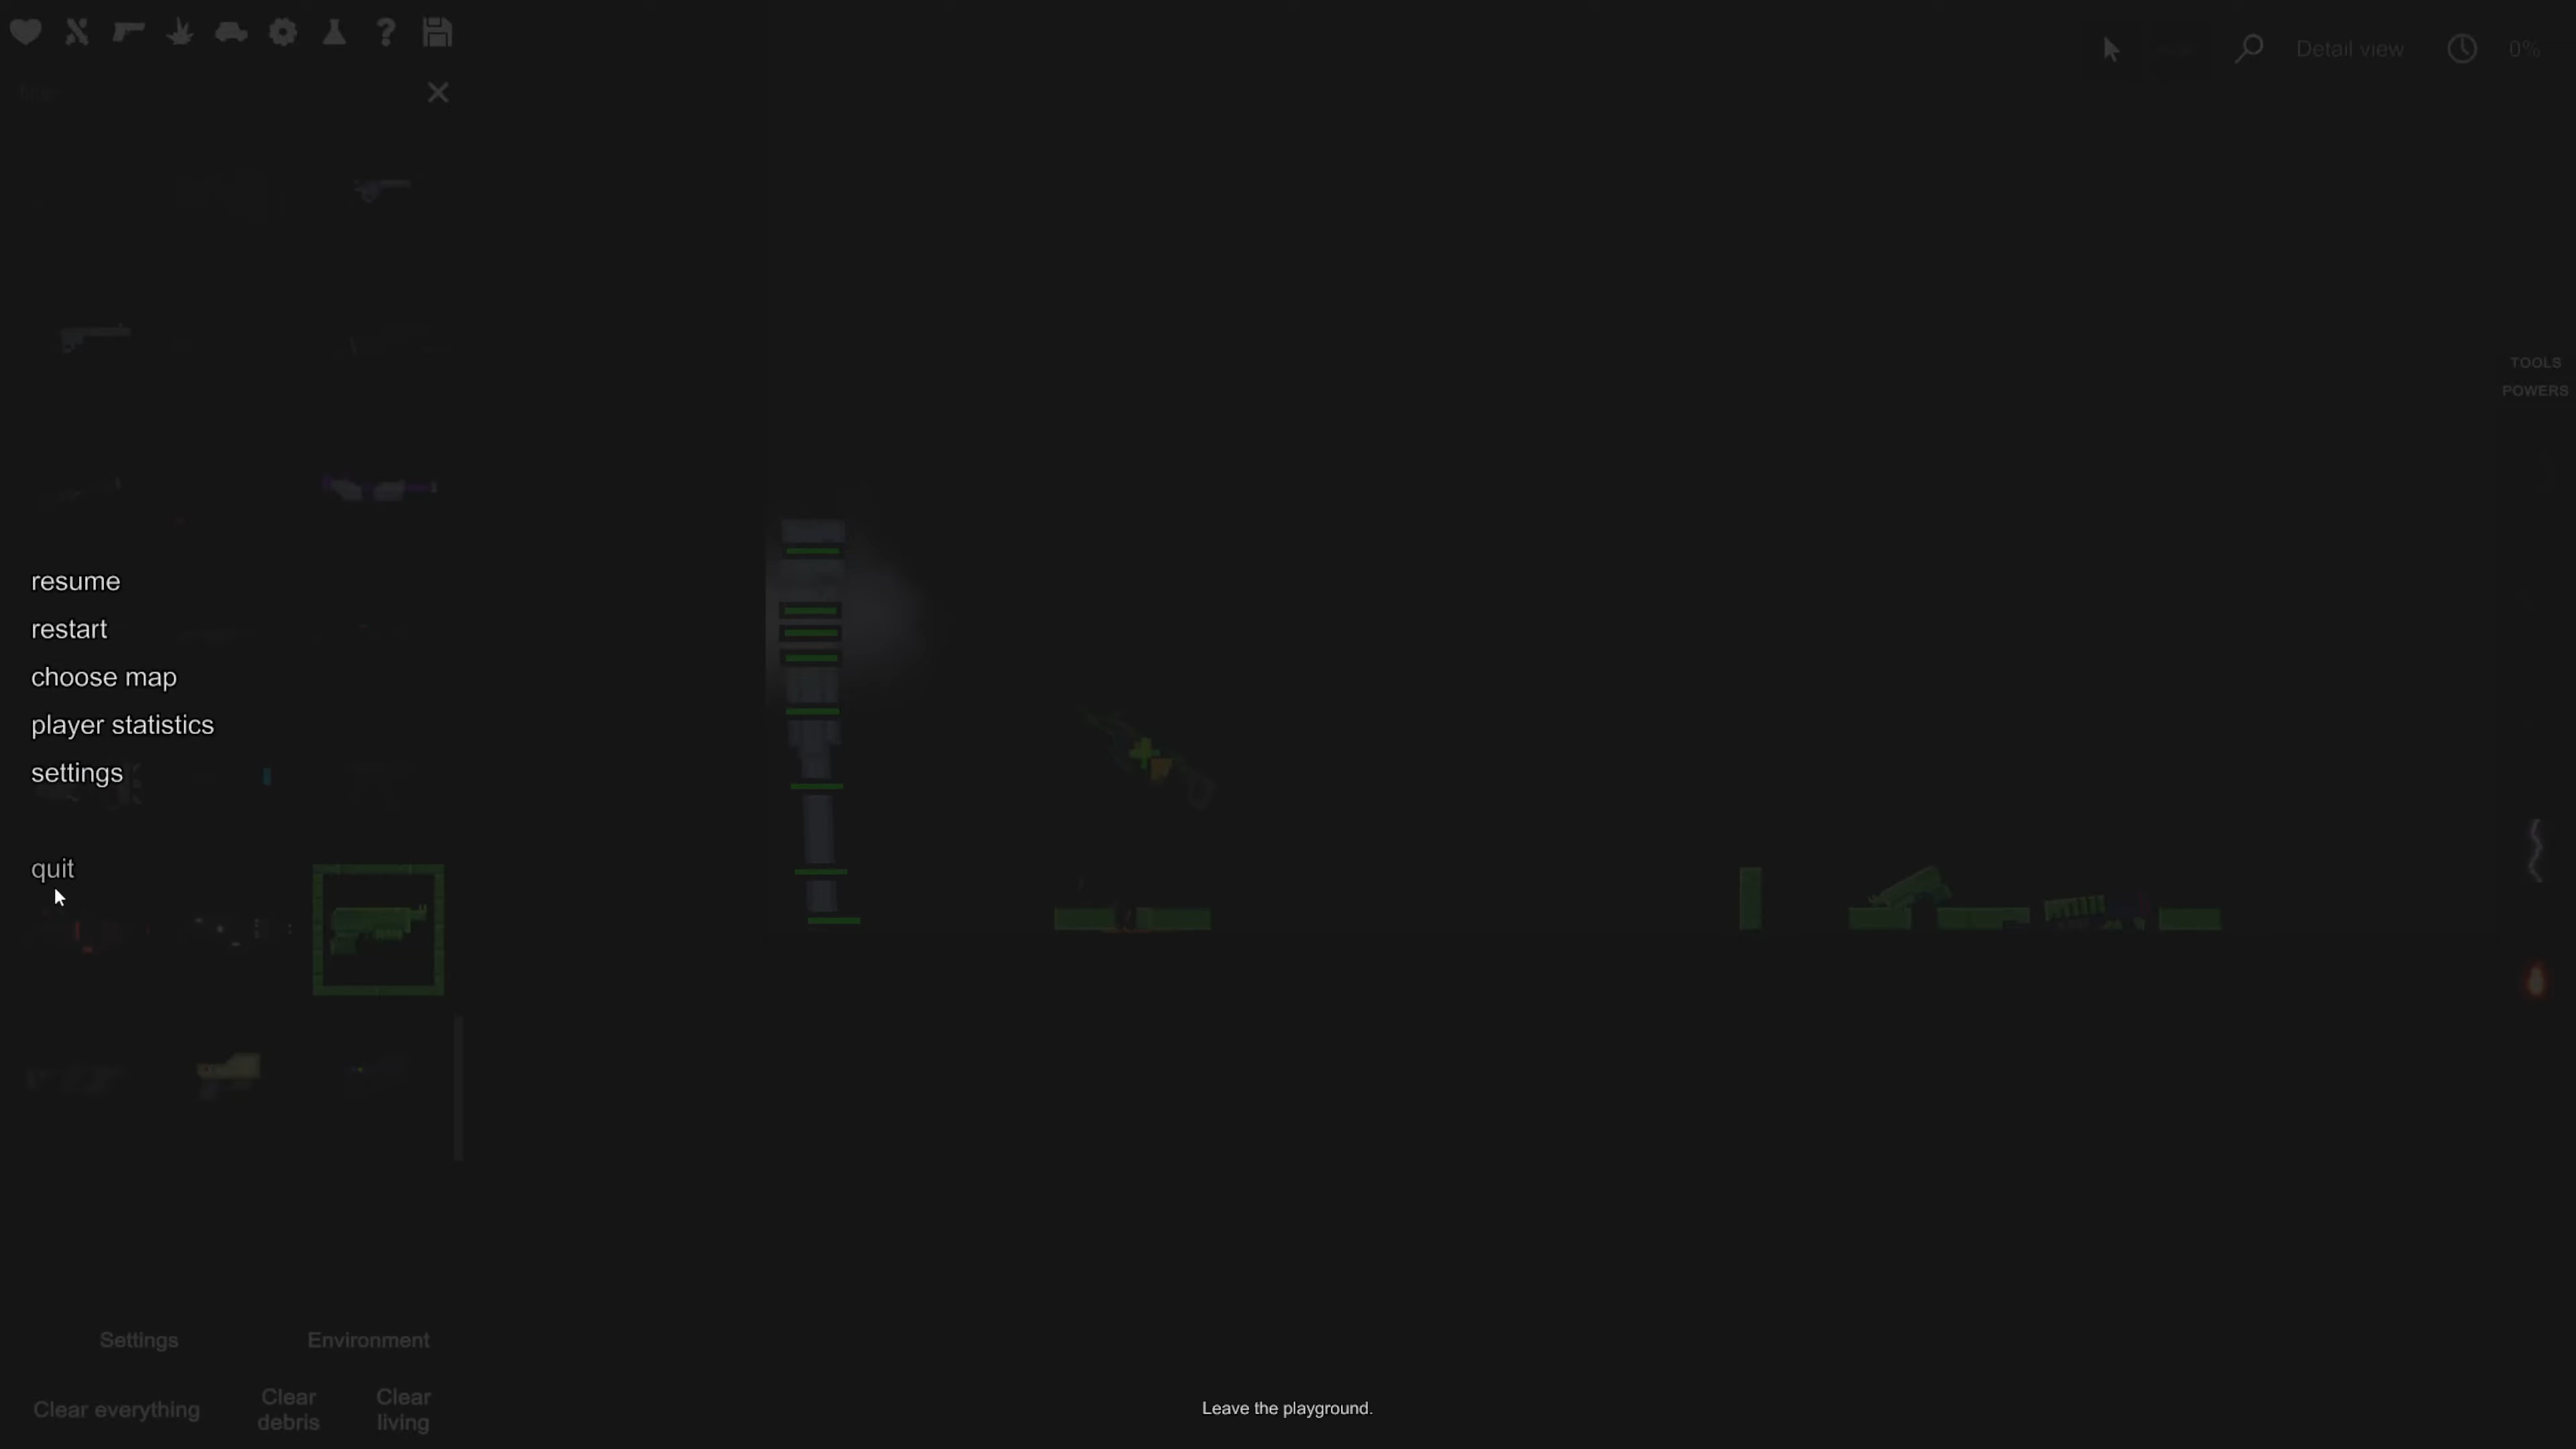 Detail view
0%
TOOLS
POWERS
resume
restart
choose map
player statistics
settings
quit
Settings
Environment
Clear everything
Clear
debris
Clear
living
Leave the playground.